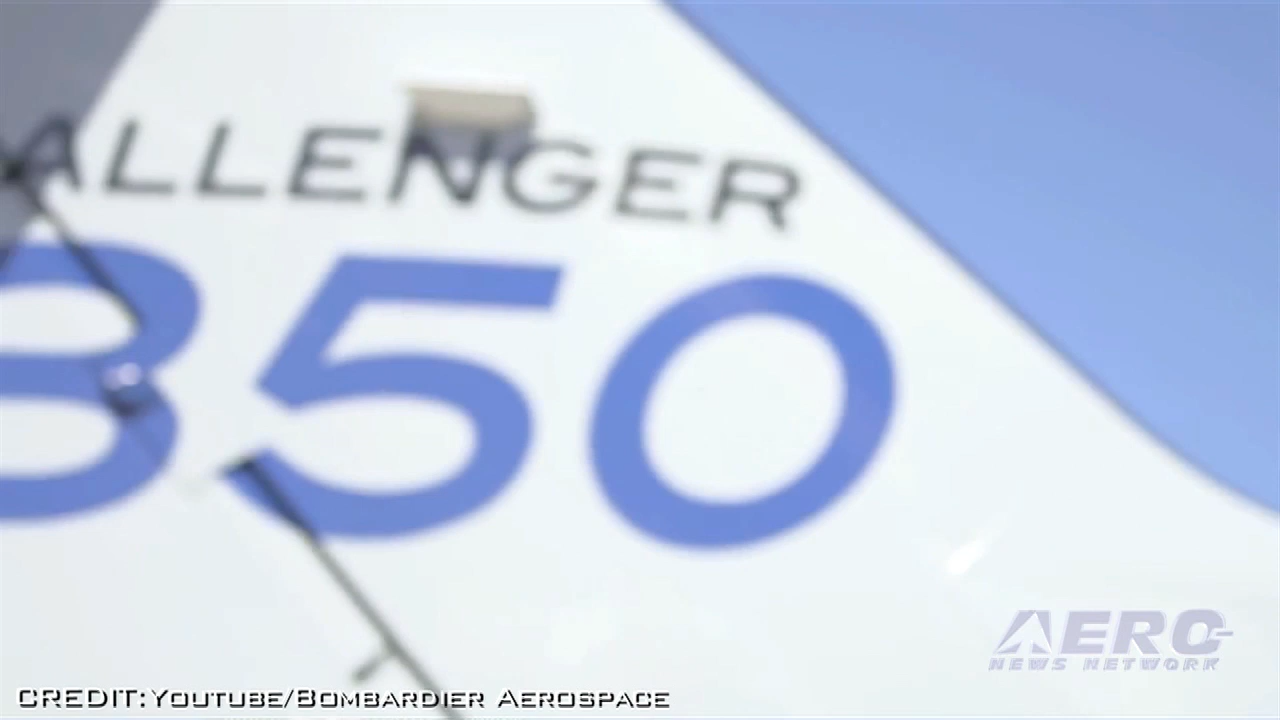 ALLENGER
350
AERO
NEWS NETWORK
CREDIT: YOUTUBE/BOMBARDIER AEROSPACE